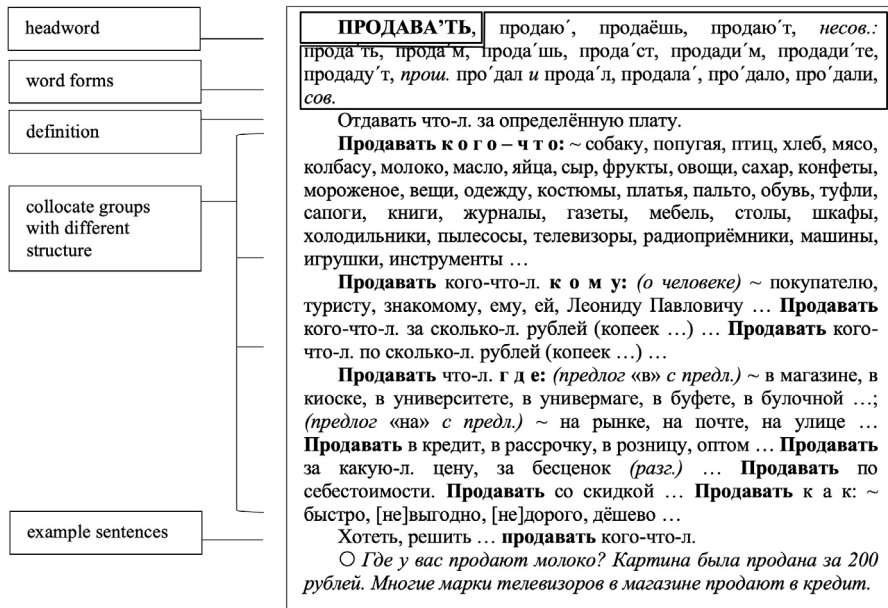 headword
word forms
definition
collocate groups
with different
structure
example sentences
ПРОДАВА’ТЬ, продаю´, продаёшь, продаю´т, несов.:
прода´ть, прода´м, прода´шь, прода´ст, продади´м, продади´те,
продаду´т, прош. про´дал и прода´л, продала´, про´дало, про´дали,
сов.
Отдавать что-л. за определённую плату.
Продавать к о г о – ч т о: ~ собаку, попугая, птиц, хлеб, мясо,
колбасу, молоко, масло, яйца, сыр, фрукты, овощи, сахар, конфеты,
мороженое, вещи, одежду, костюмы, платья, пальто, обувь, туфли,
сапоги, книги, журналы, газеты, мебель, столы, шкафы,
холодильники, пылесосы, телевизоры, радиоприёмники, машины,
игрушки, инструменты …
Продавать кого-что-л. к о м у: (о человеке) ~ покупателю,
туристу, знакомому, ему, ей, Леониду Павловичу … Продавать
кого-что-л. за сколько-л. рублей (копеек …) … Продавать кого-
что-л. по сколько-л. рублей (копеек …) …
Продавать что-л. г д е: (предлог «в» с предл.) ~ в магазине, в
киоске, в университете, в универмаге, в буфете, в булочной …;
(предлог «на» с предл.) ~ на рынке, на почте, на улице …
Продавать в кредит, в рассрочку, в розницу, оптом … Продавать
за какую-л. цену, за бесценок (разг.) … Продавать по
себестоимости. Продавать со скидкой … Продавать к а к: ~
быстро, [не]выгодно, [не]дорого, дёшево …
Хотеть, решить … продавать кого-что-л.
○ Где у вас продают молоко? Картина была продана за 200
рублей. Многие марки телевизоров в магазине продают в кредит.